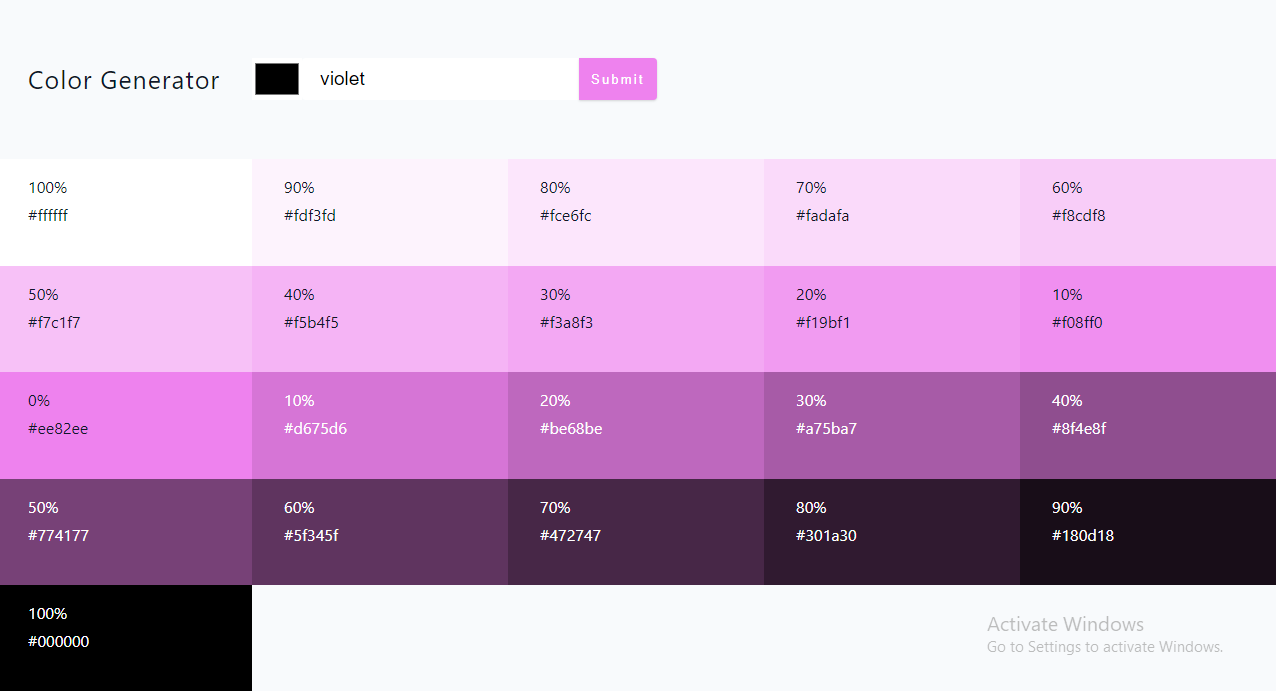 Color Generator
violet
Submit
100%
#ffffff
90%
#fdf3fd
80%
#fce6fc
70%
#fadafa
60%
#f8cdf8
50%
#f7c1f7
40%
#f5b4f5
30%
#f3a8f3
20%
#f19bf1
10%
#f08ff0
0%
#ee82ee
10%
#d675d6
20%
#be68be
30%
#a75ba7
40%
#8f4e8f
50%
#774177
60%
#5f345f
70%
#472747
80%
#301a30
90%
#180d18
100%
#000000
Activate Windows
Go to Settings to activate Windows.